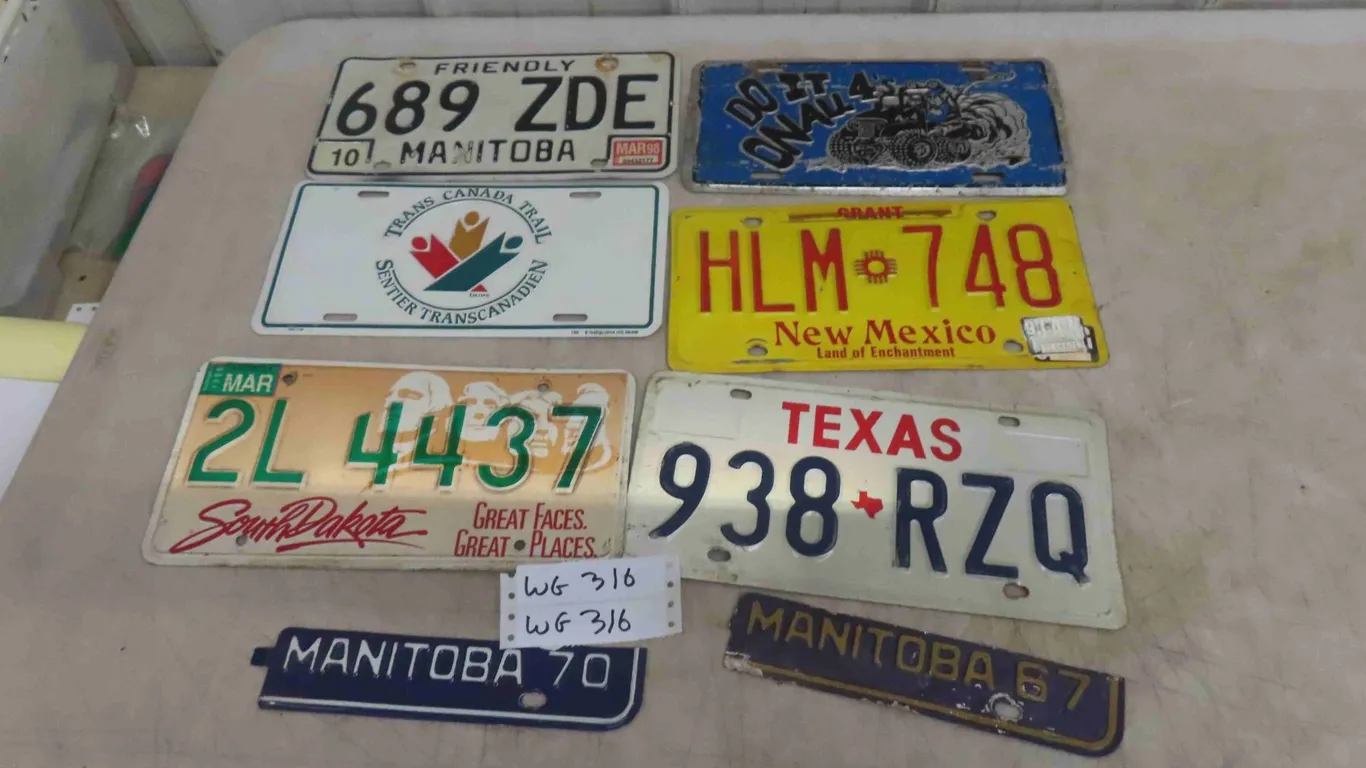 FRIENDLY
689 ZDE
10 MANITOBA
MAR 98
DO IT
ON ALL 4's
TRANS CANADA TRAIL
SENTIER TRANSCANADIEN
GRANT
HLM 748
New Mexico
Land of Enchantment
MAR
2L 4437
South Dakota
GREAT FACES.
GREAT PLACES.
TEXAS
938 RZQ
WG 316
WG 316
MANITOBA 70
MANITOBA 67